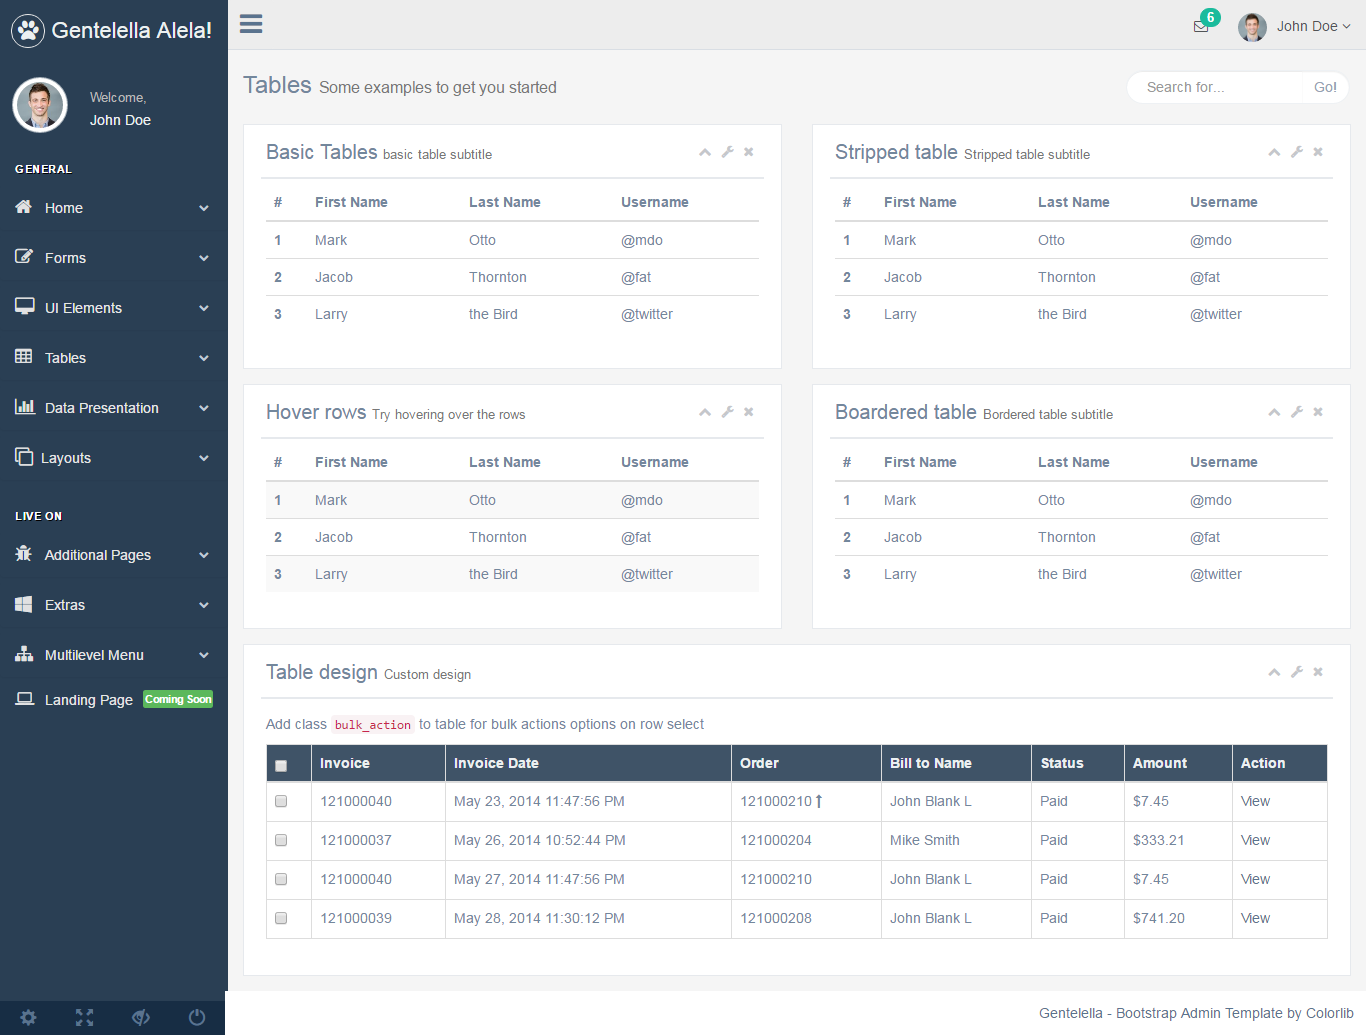 Gentelella Alela!
6
John Doe
Welcome,
John Doe
GENERAL
Home
Forms
UI Elements
Tables
Data Presentation
Layouts
LIVE ON
Additional Pages
Extras
Multilevel Menu
Landing Page Coming Soon
Tables Some examples to get you started
Search for... Go!
Basic Tables basic table subtitle
# First Name Last Name Username
1 Mark Otto @mdo
2 Jacob Thornton @fat
3 Larry the Bird @twitter
Stripped table Stripped table subtitle
# First Name Last Name Username
1 Mark Otto @mdo
2 Jacob Thornton @fat
3 Larry the Bird @twitter
Hover rows Try hovering over the rows
# First Name Last Name Username
1 Mark Otto @mdo
2 Jacob Thornton @fat
3 Larry the Bird @twitter
Boardered table Bordered table subtitle
# First Name Last Name Username
1 Mark Otto @mdo
2 Jacob Thornton @fat
3 Larry the Bird @twitter
Table design Custom design
Add class bulk_action to table for bulk actions options on row select
Invoice Invoice Date Order Bill to Name Status Amount Action
121000040 May 23, 2014 11:47:56 PM 121000210 John Blank L Paid $7.45 View
121000037 May 26, 2014 10:52:44 PM 121000204 Mike Smith Paid $333.21 View
121000040 May 27, 2014 11:47:56 PM 121000210 John Blank L Paid $7.45 View
121000039 May 28, 2014 11:30:12 PM 121000208 John Blank L Paid $741.20 View
Gentelella - Bootstrap Admin Template by Colorlib